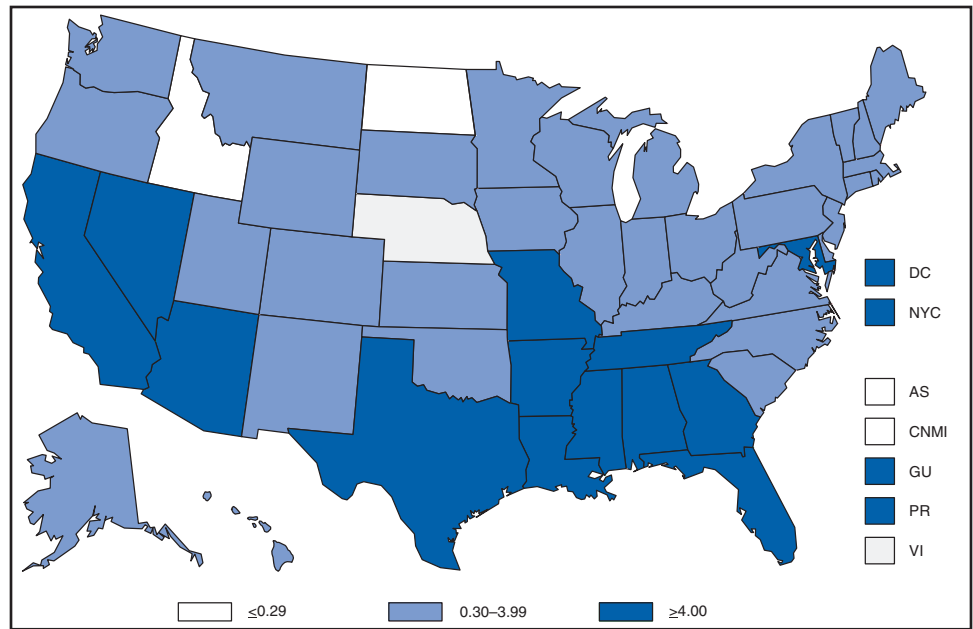 DC
NYC
AS
CNMI
GU
PR
VI
≤0.29 0.30–3.99 ≥4.00